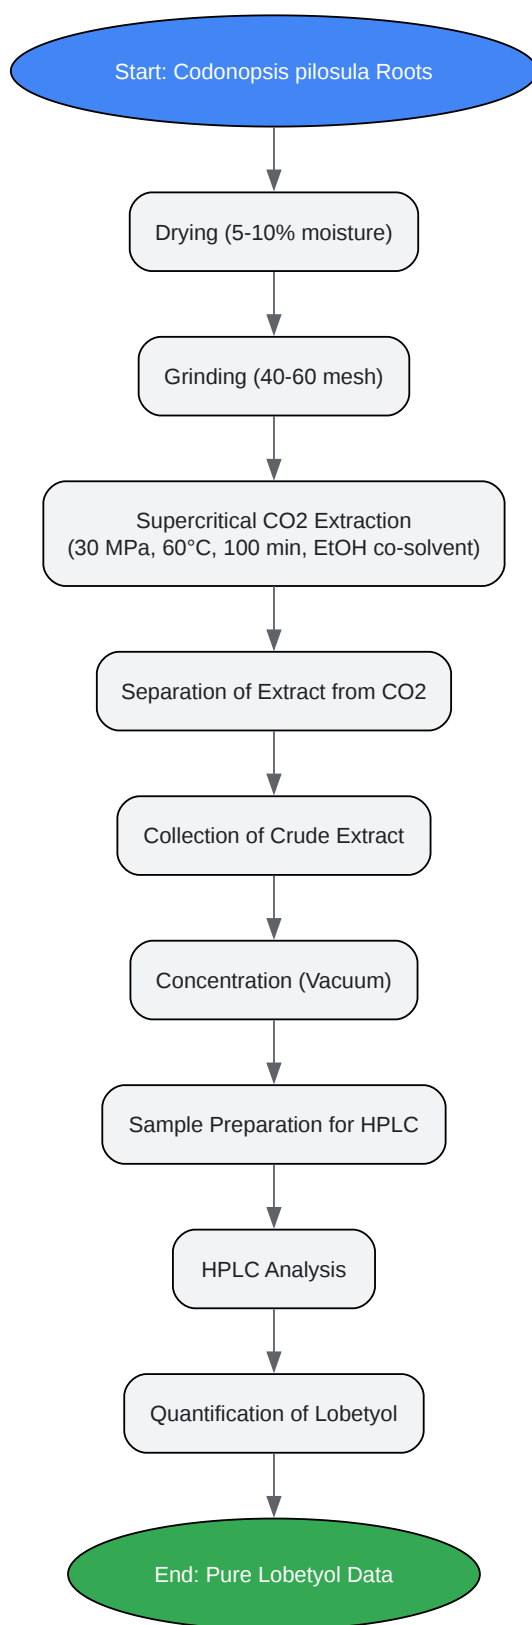 Start: Codonopsis pilosula Roots
Drying (5-10% moisture)
Grinding (40-60 mesh)
Supercritical CO2 Extraction
(30 MPa, 60°C, 100 min, EtOH co-solvent)
Separation of Extract from CO2
Collection of Crude Extract
Concentration (Vacuum)
Sample Preparation for HPLC
HPLC Analysis
Quantification of Lobetyol
End: Pure Lobetyol Data